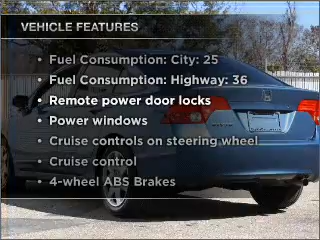 VEHICLE FEATURES
• Fuel Consumption: City: 25
• Fuel Consumption: Highway: 36
• Remote power door locks
• Power windows
• Cruise controls on steering wheel
• Cruise control
• 4-wheel ABS Brakes